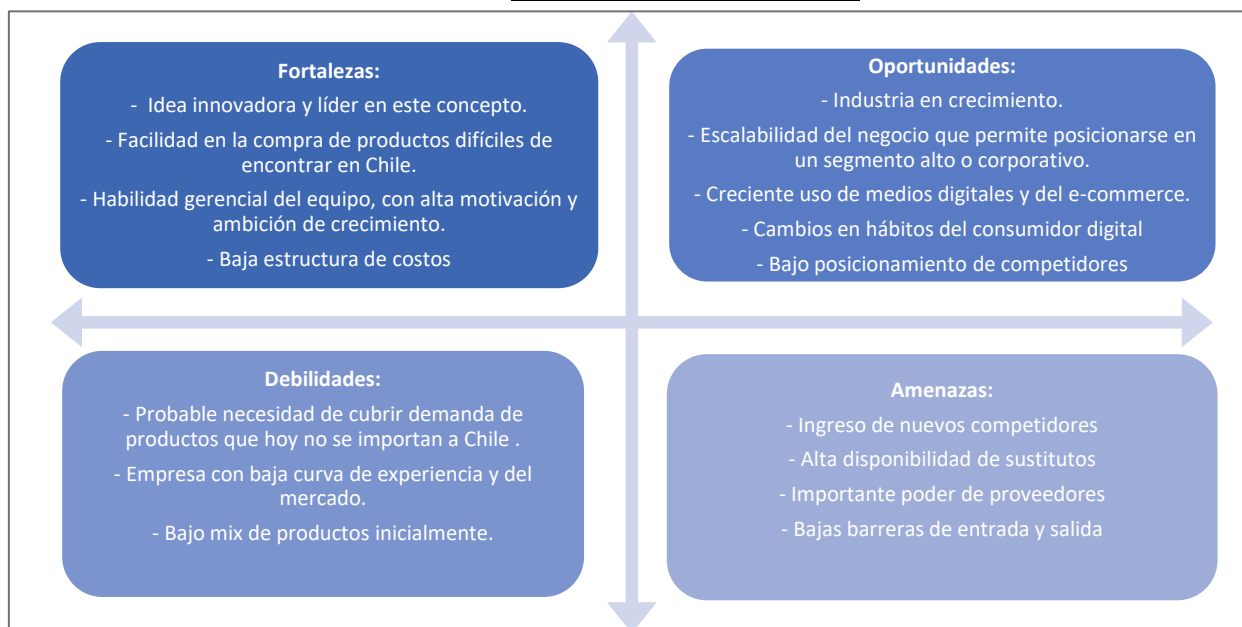 Fortalezas:
- Idea innovadora y líder en este concepto.
- Facilidad en la compra de productos difíciles de
encontrar en Chile.
- Habilidad gerencial del equipo, con alta motivación y
ambición de crecimiento.
- Baja estructura de costos
Oportunidades:
- Industria en crecimiento.
- Escalabilidad del negocio que permite posicionarse en
un segmento alto o corporativo.
- Creciente uso de medios digitales y del e-commerce.
- Cambios en hábitos del consumidor digital
- Bajo posicionamiento de competidores
Debilidades:
- Probable necesidad de cubrir demanda de
productos que hoy no se importan a Chile .
- Empresa con baja curva de experiencia y del
mercado.
- Bajo mix de productos inicialmente.
Amenazas:
- Ingreso de nuevos competidores
- Alta disponibilidad de sustitutos
- Importante poder de proveedores
- Bajas barreras de entrada y salida